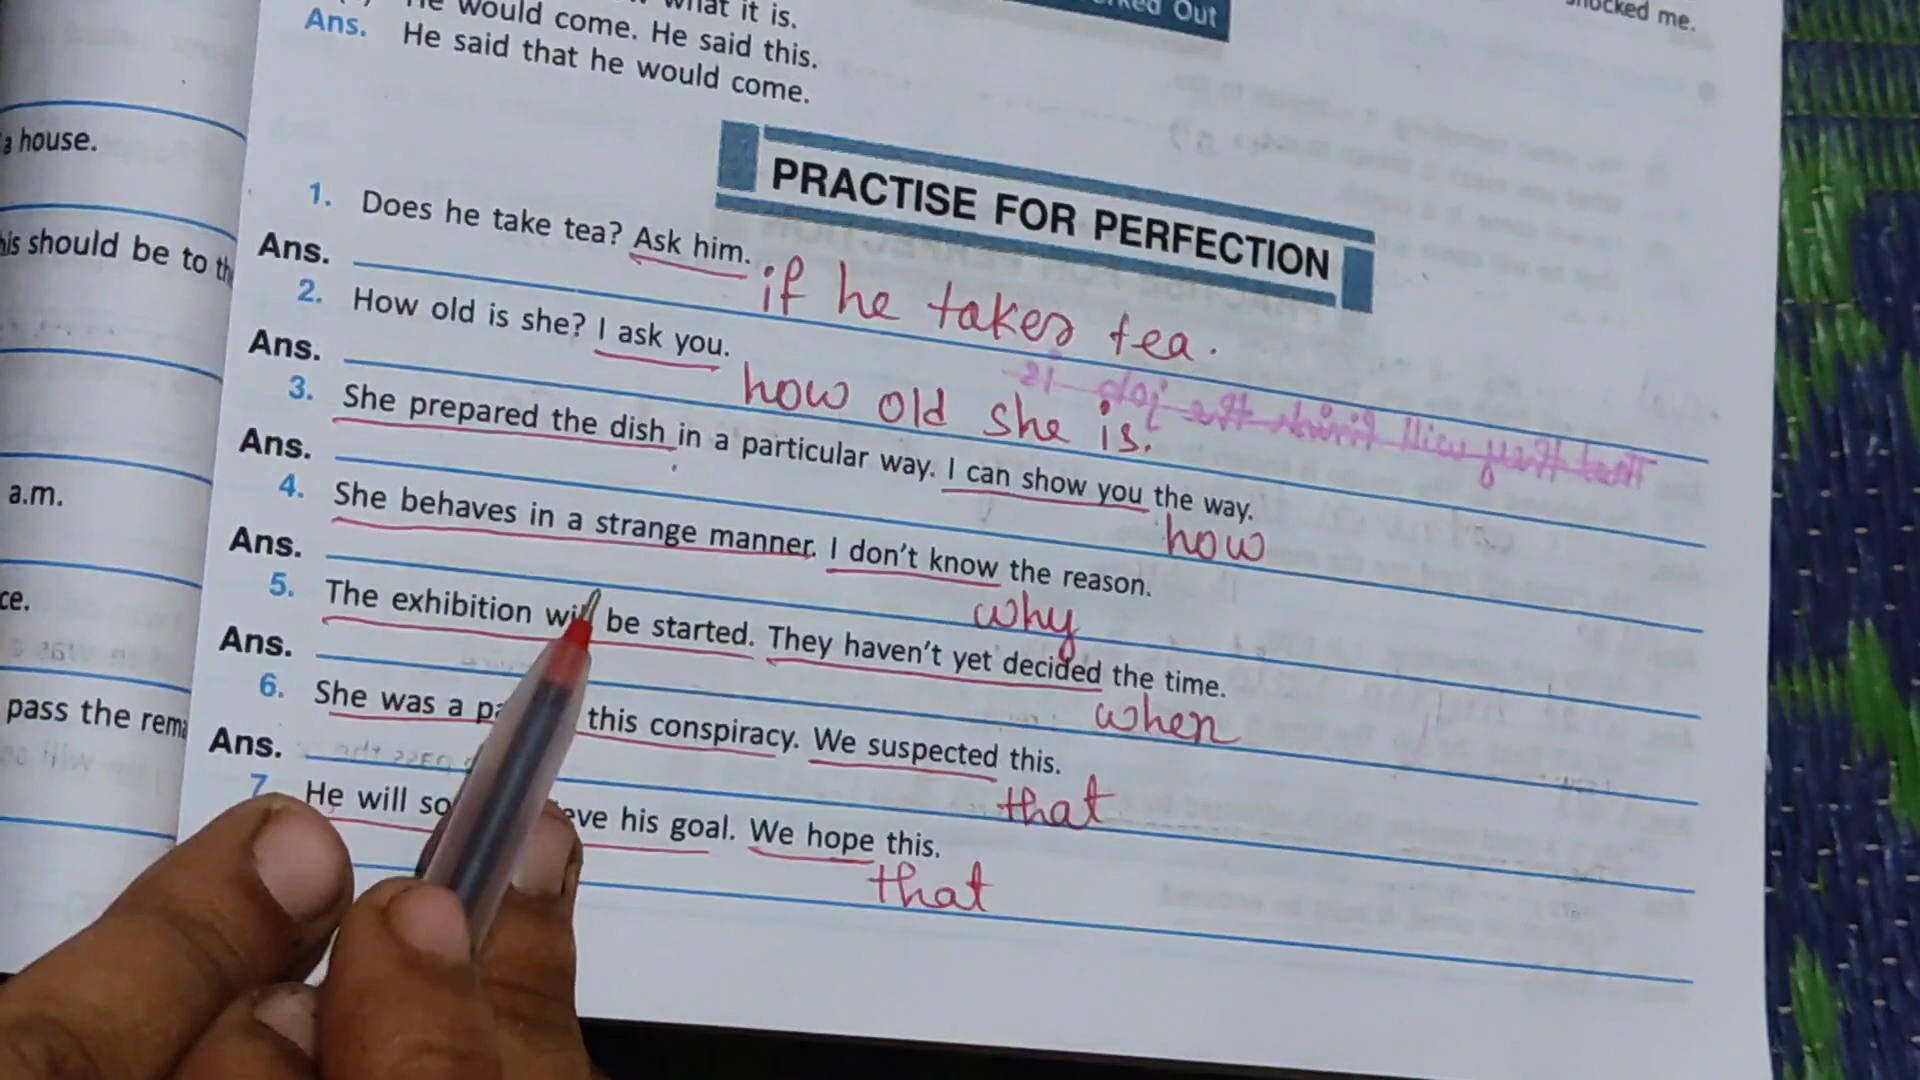 what it is.
He would come. He said this.
Ans. He said that he would come.
Out
shocked me.
a house.
his should be to th
a.m.
ce.
pass the rema
PRACTISE FOR PERFECTION
1. Does he take tea? Ask him.
Ans. if he takes tea.
2. How old is she? I ask you.
Ans. how old she is.
3. She prepared the dish in a particular way. I can show you the way.
Ans. how
4. She behaves in a strange manner. I don't know the reason.
Ans. why
5. The exhibition will be started. They haven't yet decided the time.
Ans. when
6. She was a pa this conspiracy. We suspected this.
Ans. that
7. He will so eve his goal. We hope this.
that